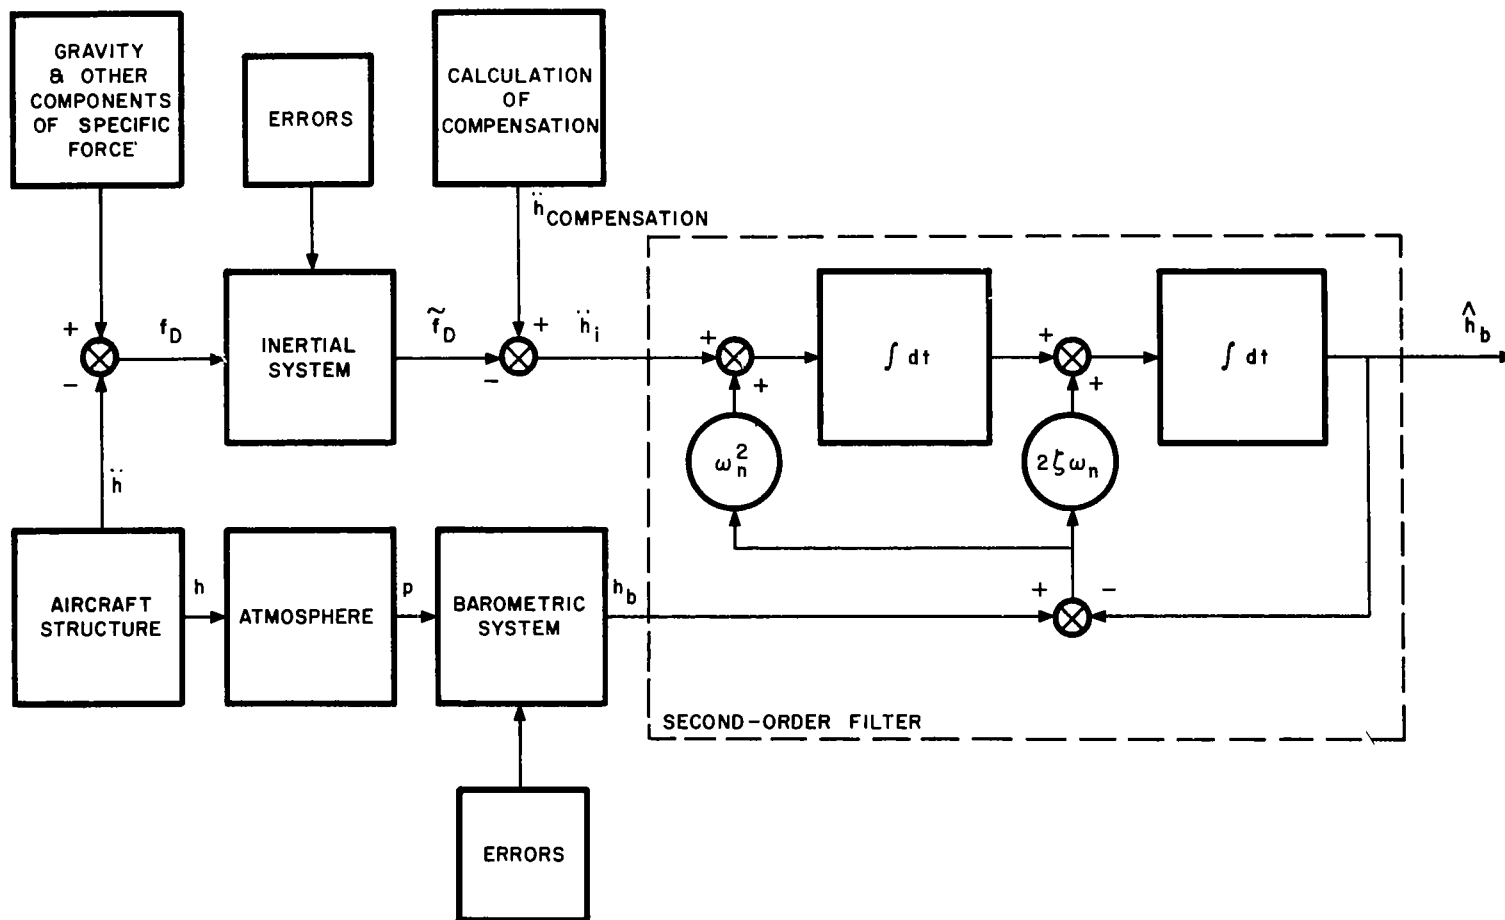 GRAVITY
& OTHER
COMPONENTS
OF SPECIFIC
FORCE'
ERRORS
CALCULATION
OF
COMPENSATION
ḧ COMPENSATION
+
f_D
−
INERTIAL
SYSTEM
f̃_D
+
−
ḧ_i
+
+
∫ dt
+
+
∫ dt
ĥ_b
ω_n^2
2ζω_n
ḧ
AIRCRAFT
STRUCTURE
h
ATMOSPHERE
p
BAROMETRIC
SYSTEM
h_b
+
−
SECOND-ORDER FILTER
ERRORS